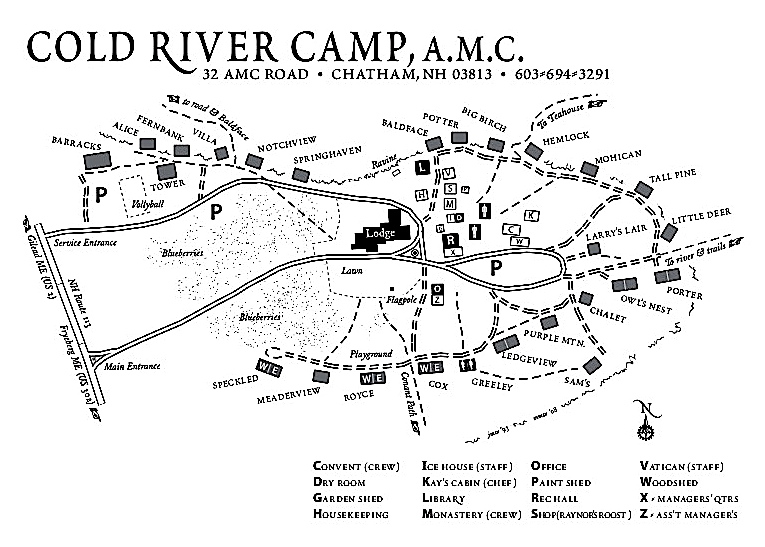 COLD RIVER CAMP, A.M.C.
32 AMC ROAD • CHATHAM, NH 03813 • 603-694-3291
to road & Baldface
To Teahouse
BARRACKS
ALICE
FERNBANK
VILLA
NOTCHVIEW
SPRINGHAVEN
Ravine
BALDFACE
POTTER
BIG BIRCH
HEMLOCK
MOHICAN
TALL PINE
LITTLE DEER
TOWER
P
Vollyball
P
L
V
H
S
P
M
I
D
K
C
W
R
X
Lodge
LARRY'S LAIR
Service Entrance
Blueberries
Lawn
P
To river & trails
Gilead ME (US 2)
NH Route 113
Fryeberg ME (US 302)
Flagpole
O
Z
OWL'S NEST
PORTER
CHALET
Blueberries
PURPLE MTN.
LEDGEVIEW
Main Entrance
Playground
W E
W E
W E
SPECKLED
MEADERVIEW
ROYCE
Conant Path
COX
GREELEY
SAM'S
N
CONVENT (CREW)
DRY ROOM
GARDEN SHED
HOUSEKEEPING
ICE HOUSE (STAFF)
KAY'S CABIN (CHEF)
LIBRARY
MONASTERY (CREW)
OFFICE
PAINT SHED
REC HALL
SHOP (RAYNOR'S ROOST)
VATICAN (STAFF)
WOODSHED
X - MANAGERS' QTRS
Z - ASS'T MANAGER'S